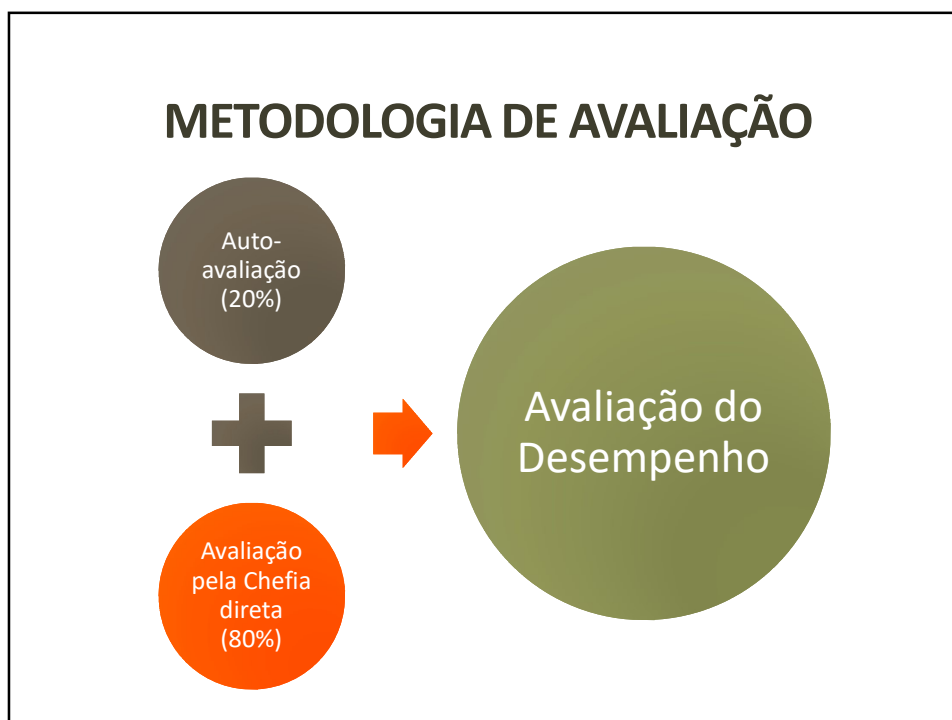 METODOLOGIA DE AVALIAÇÃO
Auto-
avaliação
(20%)
Avaliação
pela Chefia
direta
(80%)
Avaliação do
Desempenho